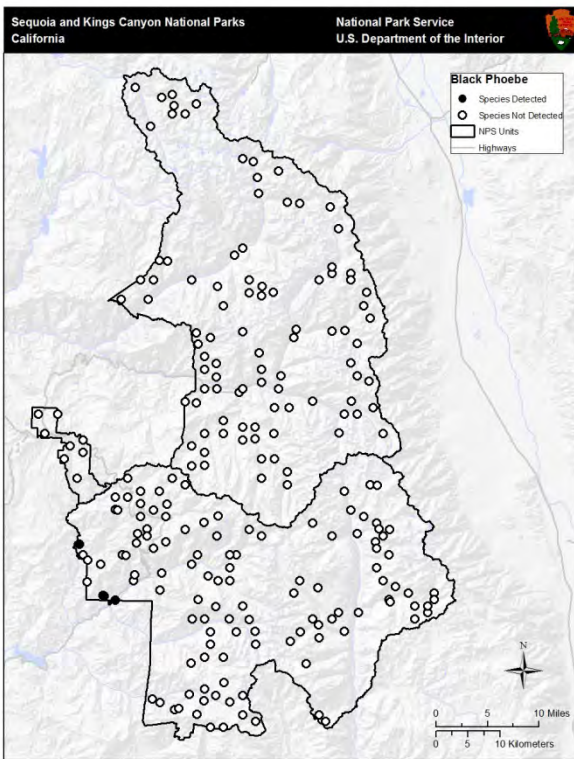 Sequoia and Kings Canyon National Parks
California
National Park Service
U.S. Department of the Interior
Black Phoebe
Species Detected
Species Not Detected
NPS Units
Highways
N
0 5 10 Miles
0 5 10 Kilometers